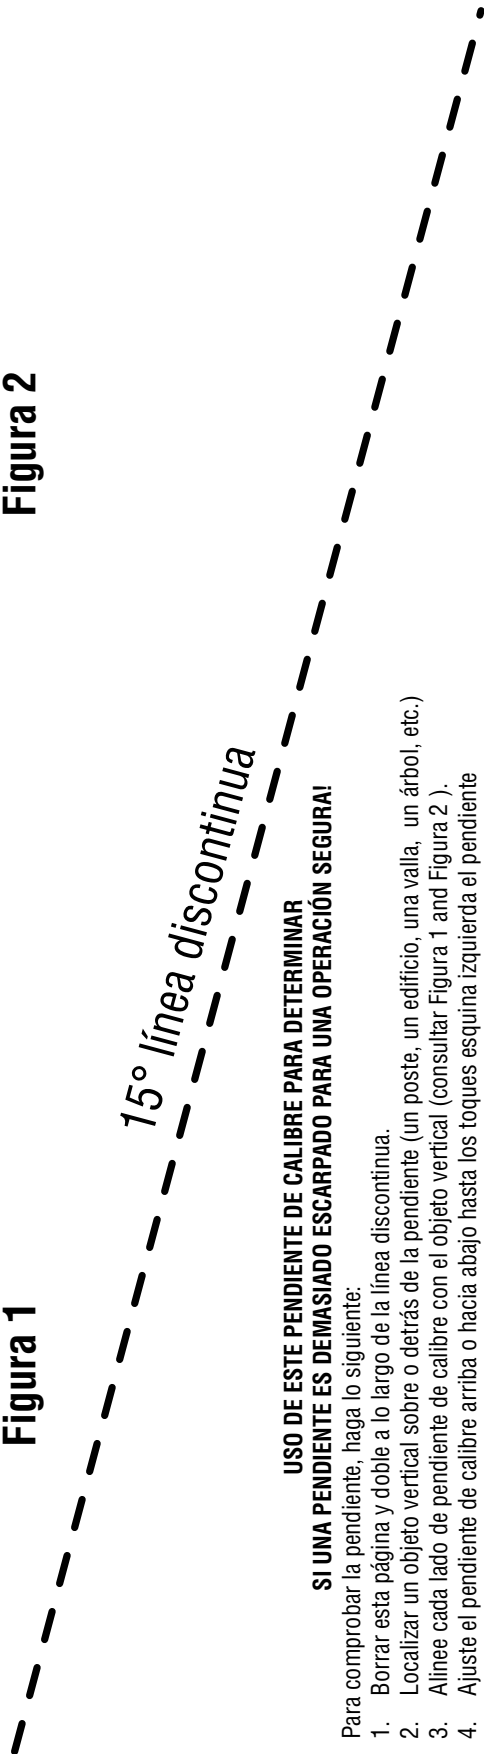 Figura 1
Figura 2
15° línea discontinua
USO DE ESTE PENDIENTE DE CALIBRE PARA DETERMINAR
SI UNA PENDIENTE ES DEMASIADO ESCARPADO PARA UNA OPERACIÓN SEGURA!
Para comprobar la pendiente, haga lo siguiente:
1. Borrar esta página y doble a lo largo de la línea discontinua.
2. Localizar un objeto vertical sobre o detrás de la pendiente (un poste, un edificio, una valla, un árbol, etc.)
3. Alinee cada lado de pendiente de calibre con el objeto vertical (consultar Figura 1 and Figura 2 ).
4. Ajuste el pendiente de calibre arriba o hacia abajo hasta los toques esquina izquierda el pendiente